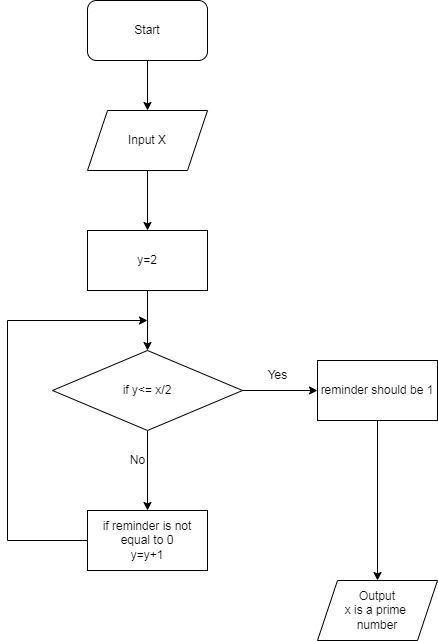 Start
Input X
y=2
if y<= x/2
Yes
reminder should be 1
No
if reminder is not
equal to 0
y=y+1
Output
x is a prime
number